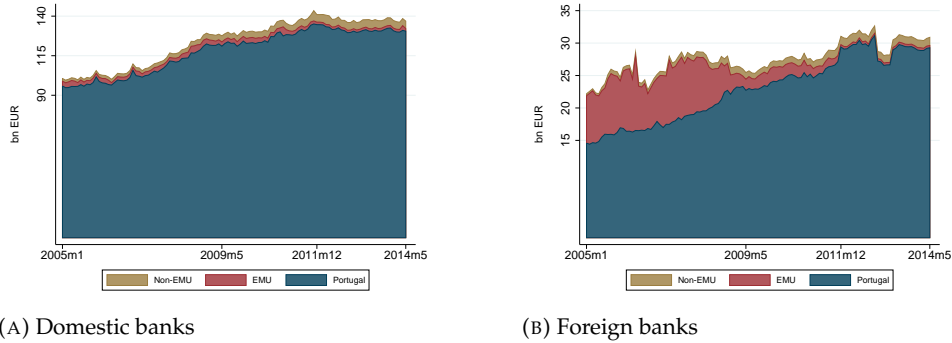 140
115
90
bn EUR
2005m1 2009m5 2011m12 2014m5
Non-EMU EMU Portugal
(A) Domestic banks
35
30
25
20
15
bn EUR
2005m1 2009m5 2011m12 2014m5
Non-EMU EMU Portugal
(B) Foreign banks